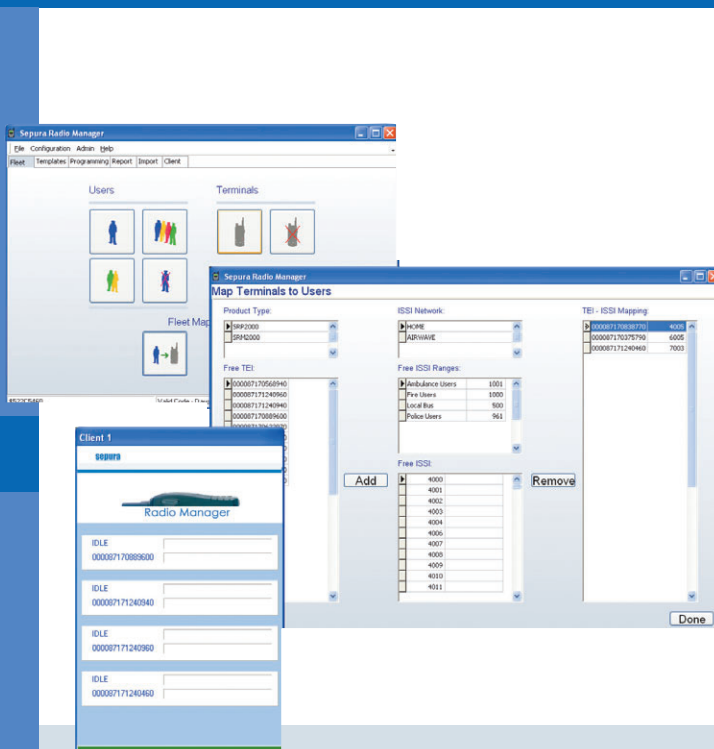 Sepura Radio Manager
File Configuration Admin Help
Fleet Templates Programming Report Import Client
Users
Terminals
Fleet Map
Sepura Radio Manager
Map Terminals to Users
Product Type:
SRP2000
SRM2000
Free TEI:
000087170568940
000087171240960
000087171240940
000087170889600
ISSI Network:
HOME
AIRWAVE
Free ISSI Ranges:
Ambulance Users 1001
Fire Users 1000
Local Bus 500
Police Users 961
Free ISSI:
4000
4001
4002
4003
4004
4006
4007
4008
4009
4010
4011
Add
Remove
TEI - ISSI Mapping:
000087170838770 4005
000087170375790 6005
000087171240460 7003
Done
Client 1
sepura
Radio Manager
IDLE
000087170889600
IDLE
000087171240940
IDLE
000087171240960
IDLE
000087171240460